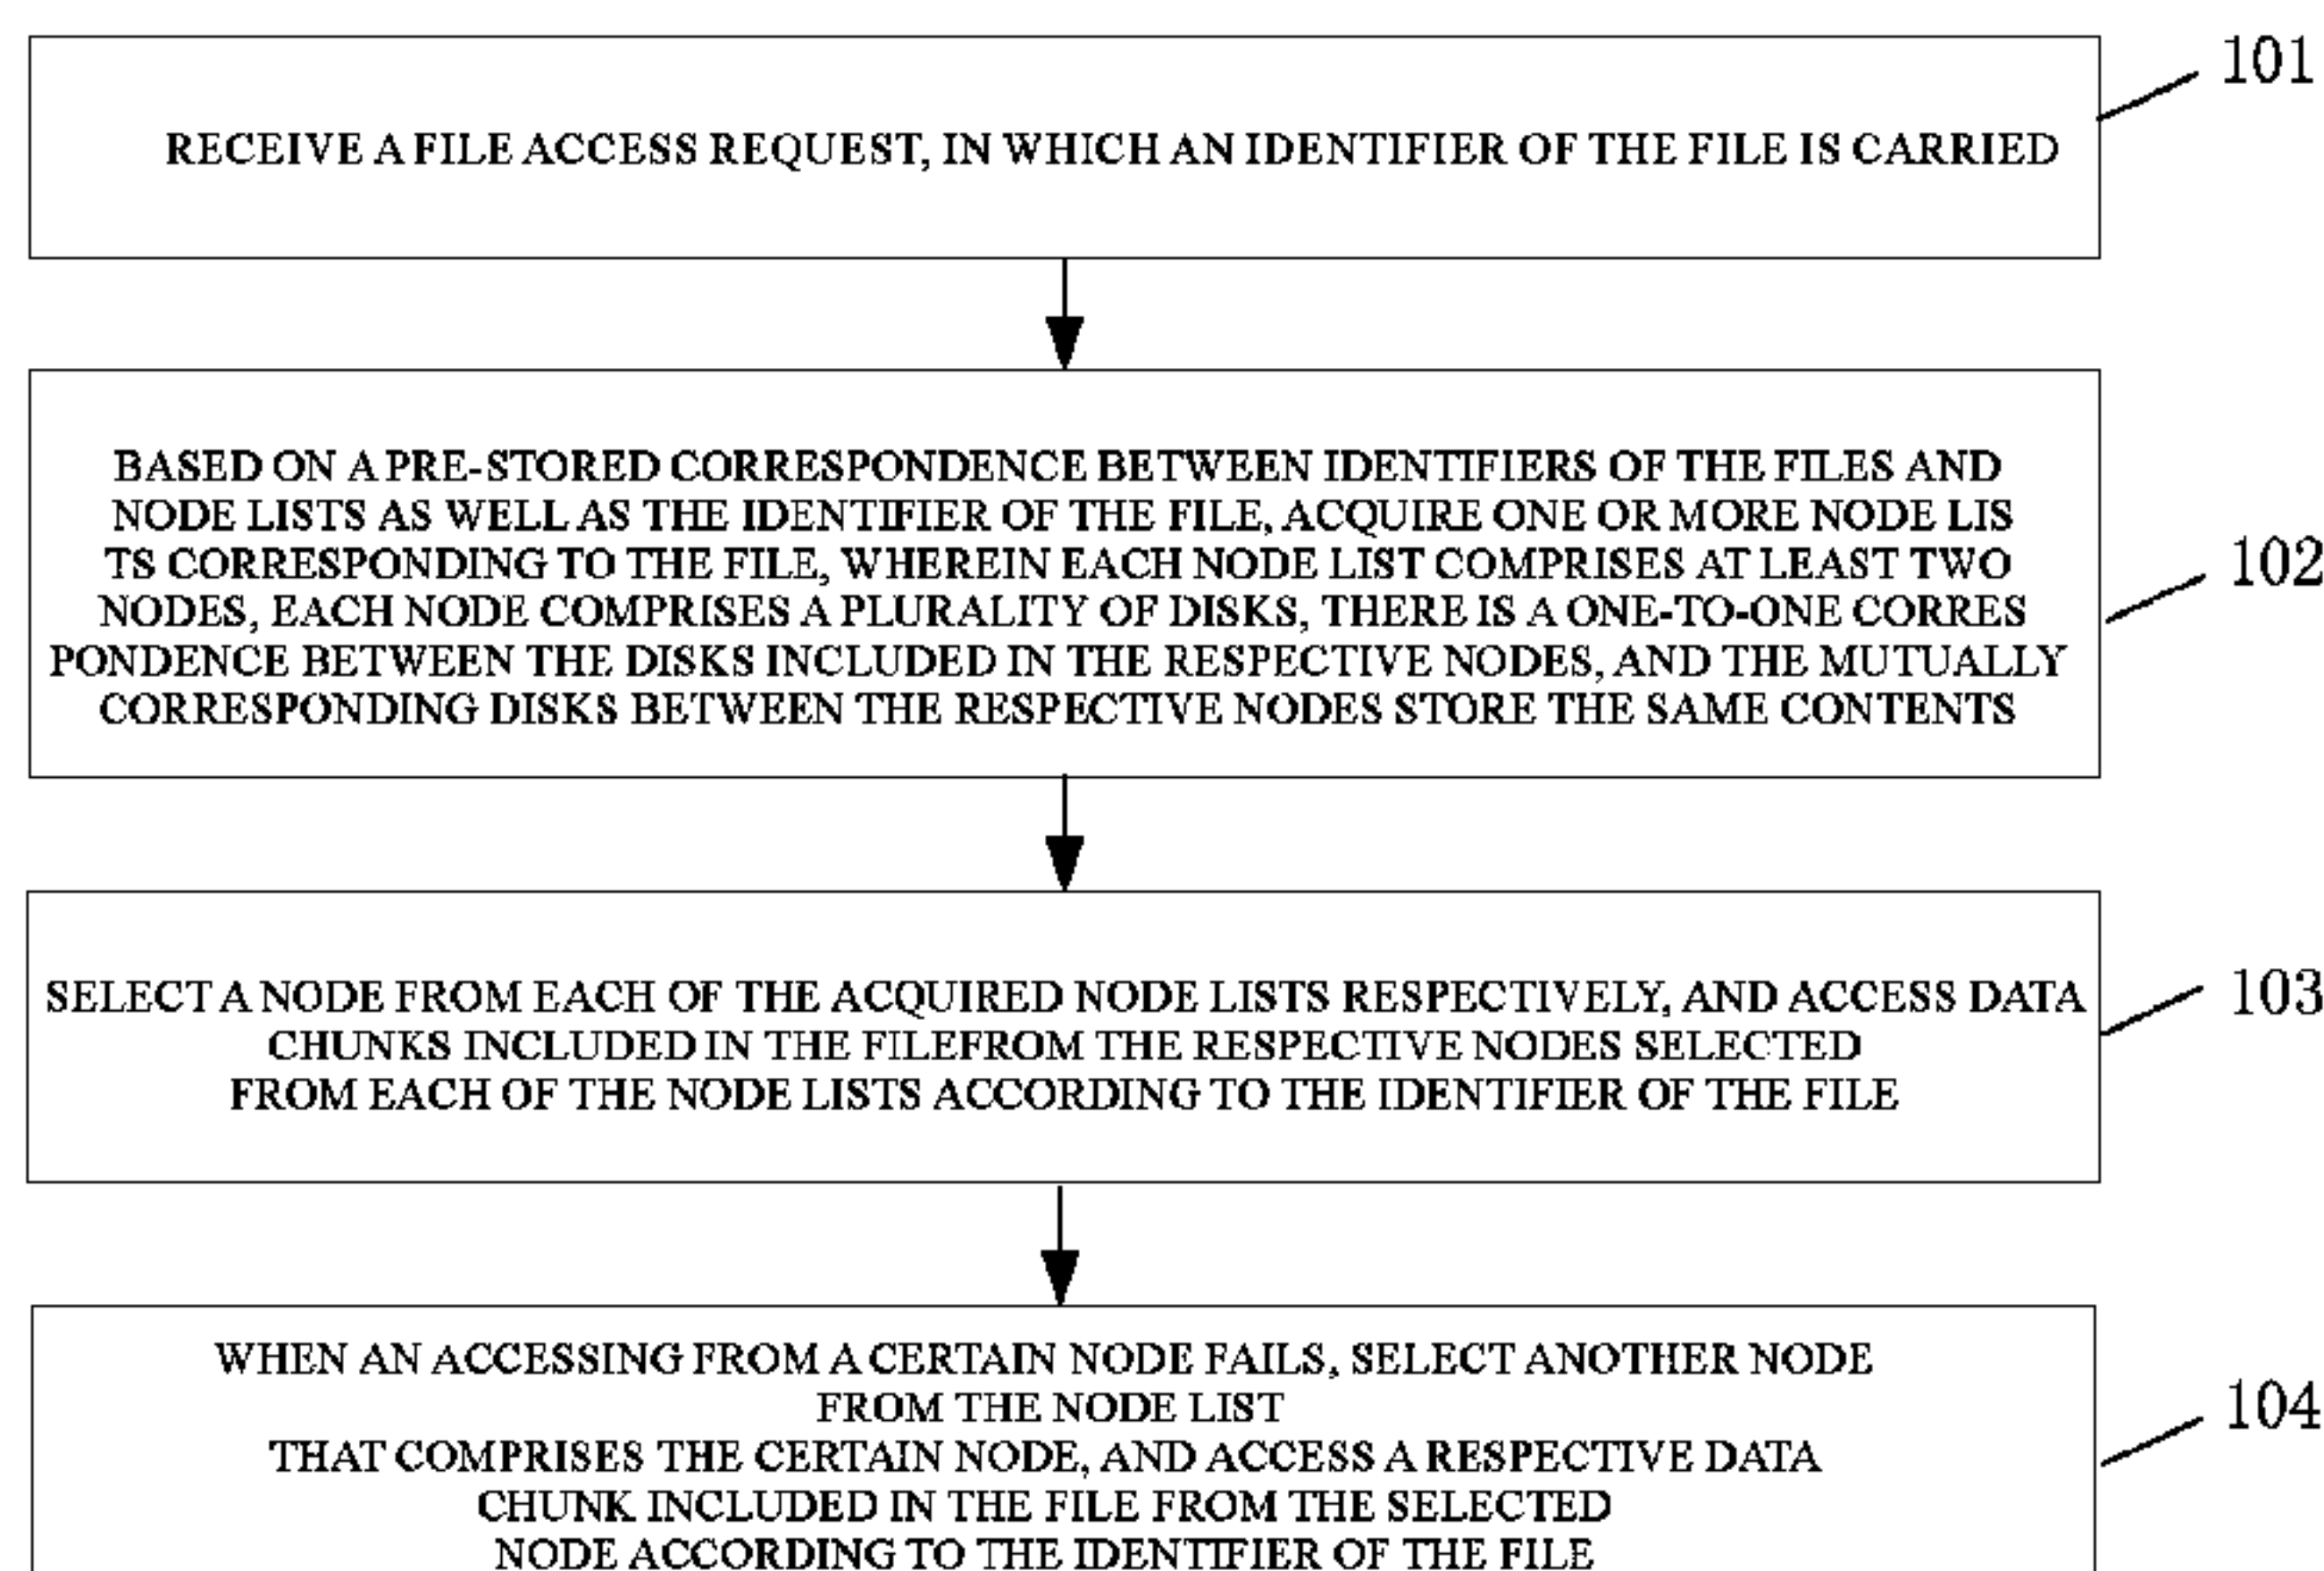 101
RECEIVE A FILE ACCESS REQUEST, IN WHICH AN IDENTIFIER OF THE FILE IS CARRIED
BASED ON A PRE-STORED CORRESPONDENCE BETWEEN IDENTIFIERS OF THE FILES AND
NODE LISTS AS WELL AS THE IDENTIFIER OF THE FILE, ACQUIRE ONE OR MORE NODE LIS
TS CORRESPONDING TO THE FILE, WHEREIN EACH NODE LIST COMPRISES AT LEAST TWO
NODES, EACH NODE COMPRISES A PLURALITY OF DISKS, THERE IS A ONE-TO-ONE CORRES
PONDENCE BETWEEN THE DISKS INCLUDED IN THE RESPECTIVE NODES, AND THE MUTUALLY
CORRESPONDING DISKS BETWEEN THE RESPECTIVE NODES STORE THE SAME CONTENTS
102
SELECT A NODE FROM EACH OF THE ACQUIRED NODE LISTS RESPECTIVELY, AND ACCESS DATA
CHUNKS INCLUDED IN THE FILEFROM THE RESPECTIVE NODES SELECTED
FROM EACH OF THE NODE LISTS ACCORDING TO THE IDENTIFIER OF THE FILE
103
WHEN AN ACCESSING FROM A CERTAIN NODE FAILS, SELECT ANOTHER NODE
FROM THE NODE LIST
THAT COMPRISES THE CERTAIN NODE, AND ACCESS A RESPECTIVE DATA
CHUNK INCLUDED IN THE FILE FROM THE SELECTED
NODE ACCORDING TO THE IDENTIFIER OF THE FILE
104